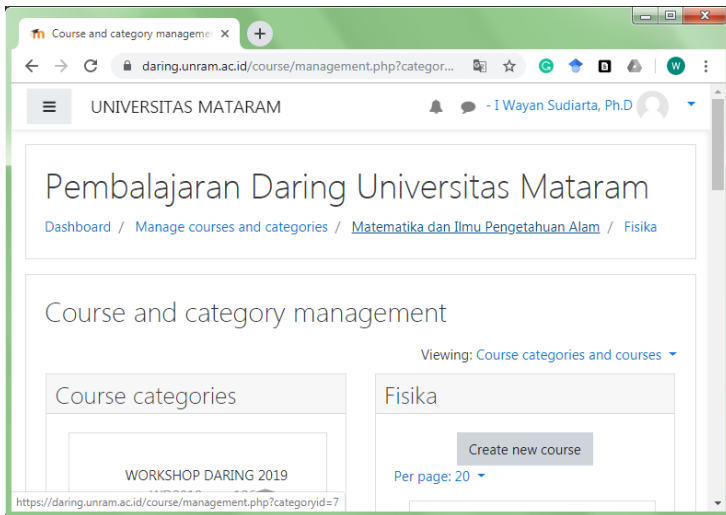 Course and category manageme
daring.unram.ac.id/course/management.php?categor...
W
UNIVERSITAS MATARAM
- I Wayan Sudiarta, Ph.D
Pembalajaran Daring Universitas Mataram
Dashboard / Manage courses and categories / Matematika dan Ilmu Pengetahuan Alam / Fisika
Course and category management
Viewing: Course categories and courses
Course categories
Fisika
Create new course
WORKSHOP DARING 2019
Per page: 20
https://daring.unram.ac.id/course/management.php?categoryid=7